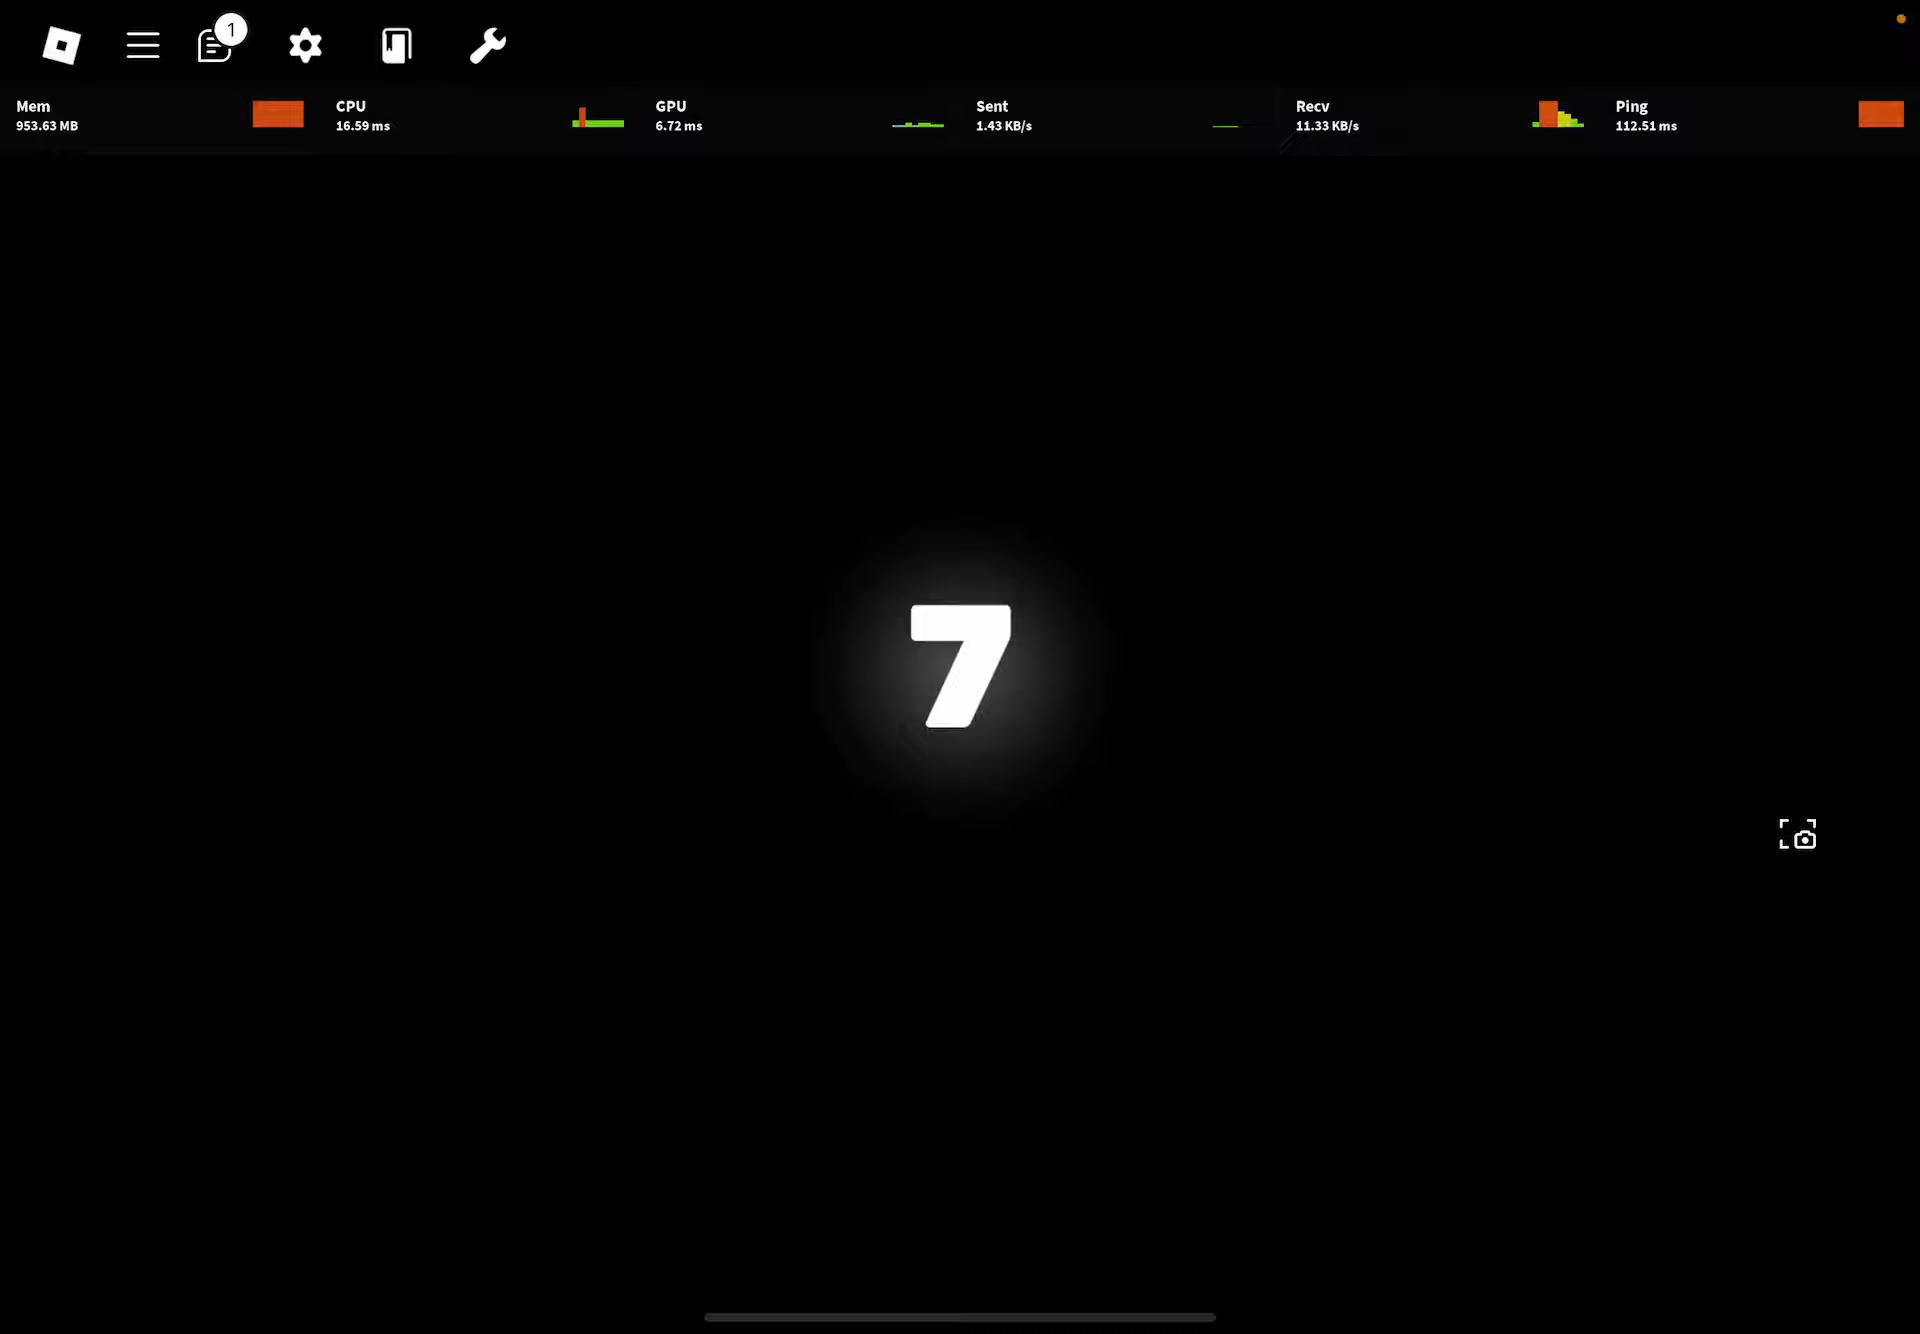 1
Mem CPU GPU Sent Recv Ping
953.63 MB 16.59 ms 6.72 ms 1.43 KB/s 11.33 KB/s 112.51 ms
7